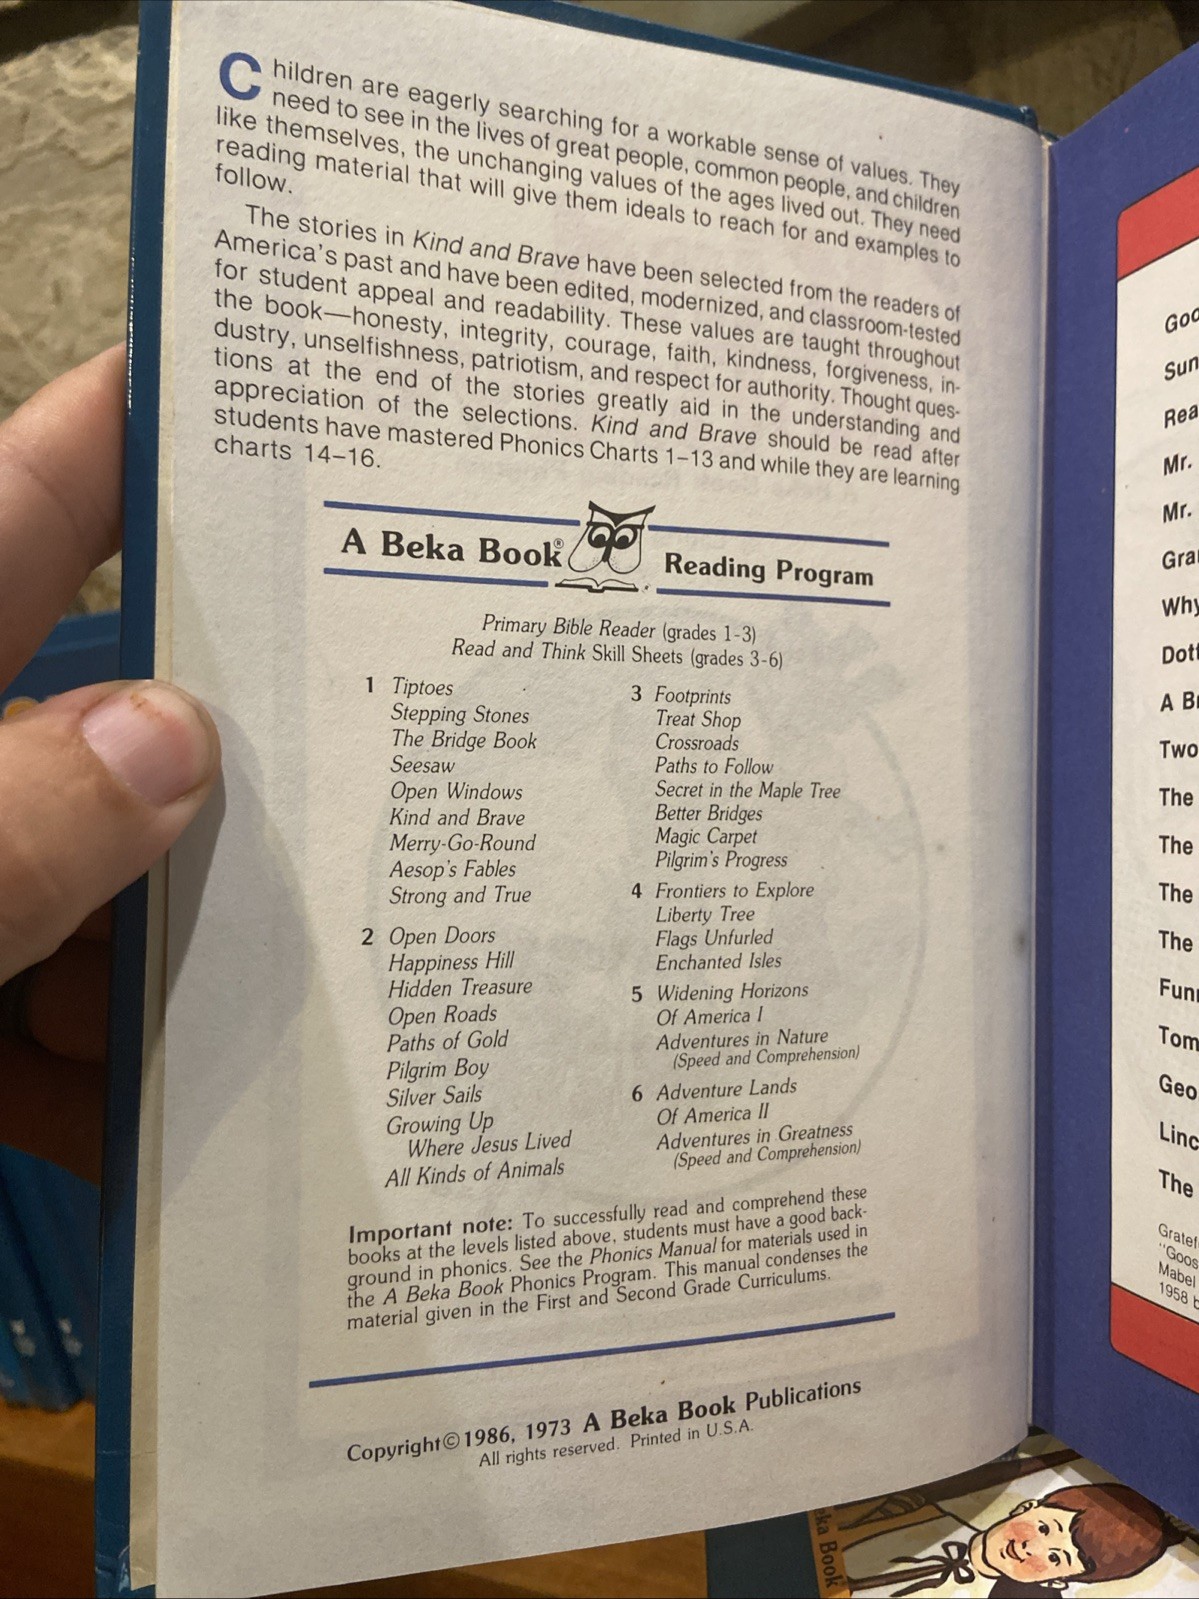 Children are eagerly searching for a workable sense of values. They
need to see in the lives of great people, common people, and children
like themselves, the unchanging values of the ages lived out. They need
reading material that will give them ideals to reach for and examples to
follow.
The stories in Kind and Brave have been selected from the readers of
America's past and have been edited, modernized, and classroom-tested
for student appeal and readability. These values are taught throughout
the book—honesty, integrity, courage, faith, kindness, forgiveness, in-
dustry, unselfishness, patriotism, and respect for authority. Thought ques-
tions at the end of the stories greatly aid in the understanding and
appreciation of the selections. Kind and Brave should be read after
students have mastered Phonics Charts 1–13 and while they are learning
charts 14–16.
A Beka Book® Reading Program
Primary Bible Reader (grades 1-3)
Read and Think Skill Sheets (grades 3-6)
1 Tiptoes
Stepping Stones
The Bridge Book
Seesaw
Open Windows
Kind and Brave
Merry-Go-Round
Aesop's Fables
Strong and True
2 Open Doors
Happiness Hill
Hidden Treasure
Open Roads
Paths of Gold
Pilgrim Boy
Silver Sails
Growing Up
Where Jesus Lived
All Kinds of Animals
3 Footprints
Treat Shop
Crossroads
Paths to Follow
Secret in the Maple Tree
Better Bridges
Magic Carpet
Pilgrim's Progress
4 Frontiers to Explore
Liberty Tree
Flags Unfurled
Enchanted Isles
5 Widening Horizons
Of America I
Adventures in Nature
(Speed and Comprehension)
6 Adventure Lands
Of America II
Adventures in Greatness
(Speed and Comprehension)
Important note: To successfully read and comprehend these
books at the levels listed above, students must have a good back-
ground in phonics. See the Phonics Manual for materials used in
the A Beka Book Phonics Program. This manual condenses the
material given in the First and Second Grade Curriculums.
Copyright©1986, 1973 A Beka Book Publications
All rights reserved. Printed in U.S.A.
Goo
Sun
Rea
Mr.
Mr.
Gra
Why
Dott
A B
Two
The
The
The
The
Funn
Tom
Geo
Linc
The
Gratef
"Goos
Mabel
1958 b
eka Book